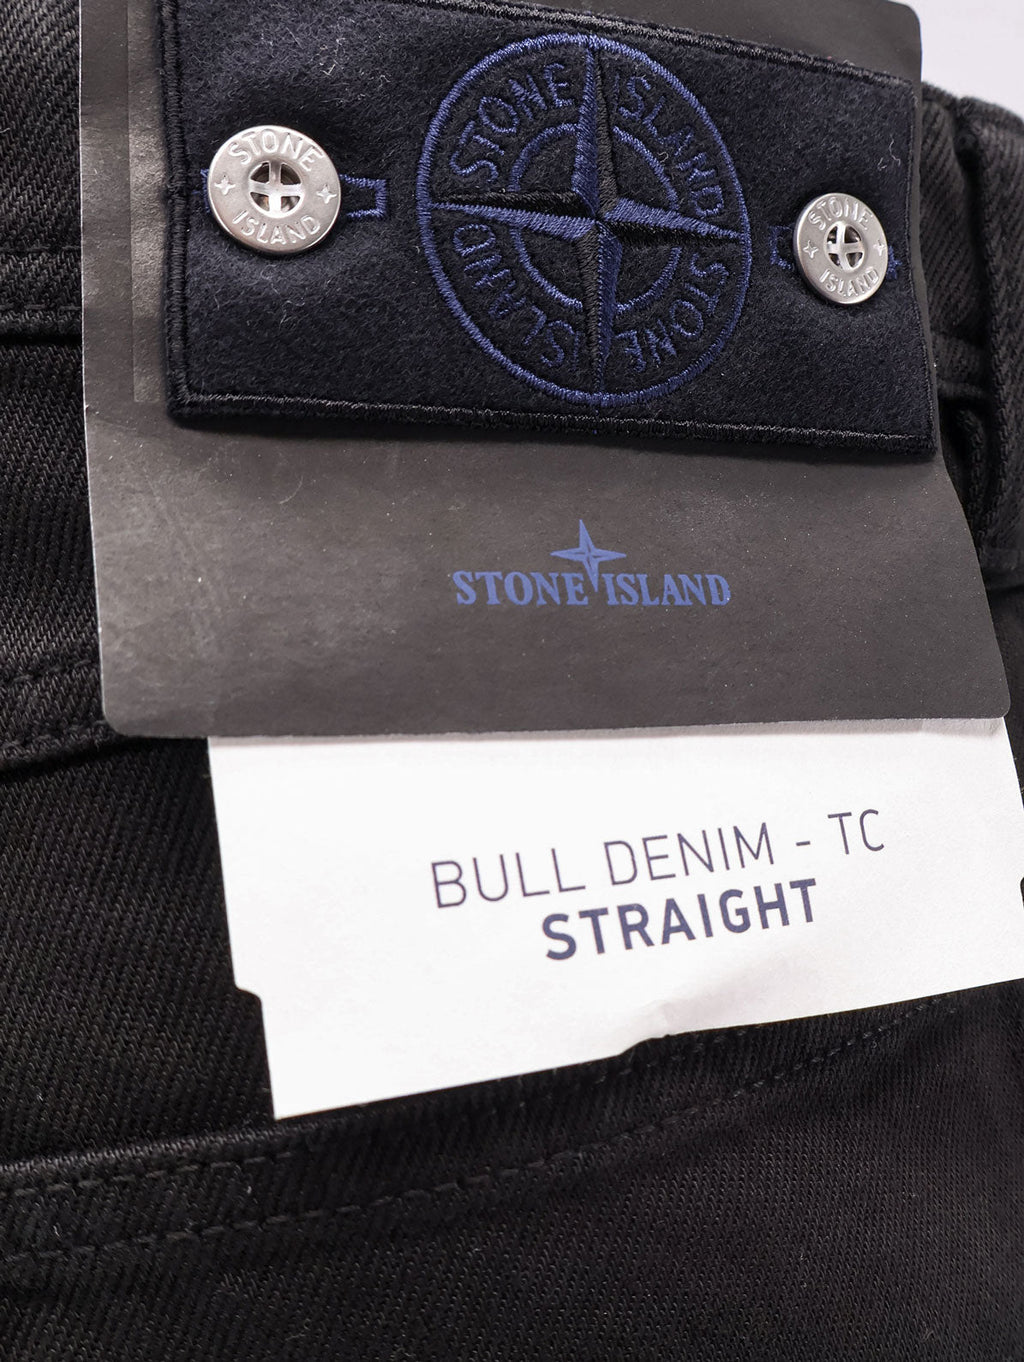 STONE ISLAND
STONE ISLAND
STONE
ISLAND
STONE
ISLAND
STONE ISLAND
BULL DENIM - TC
STRAIGHT